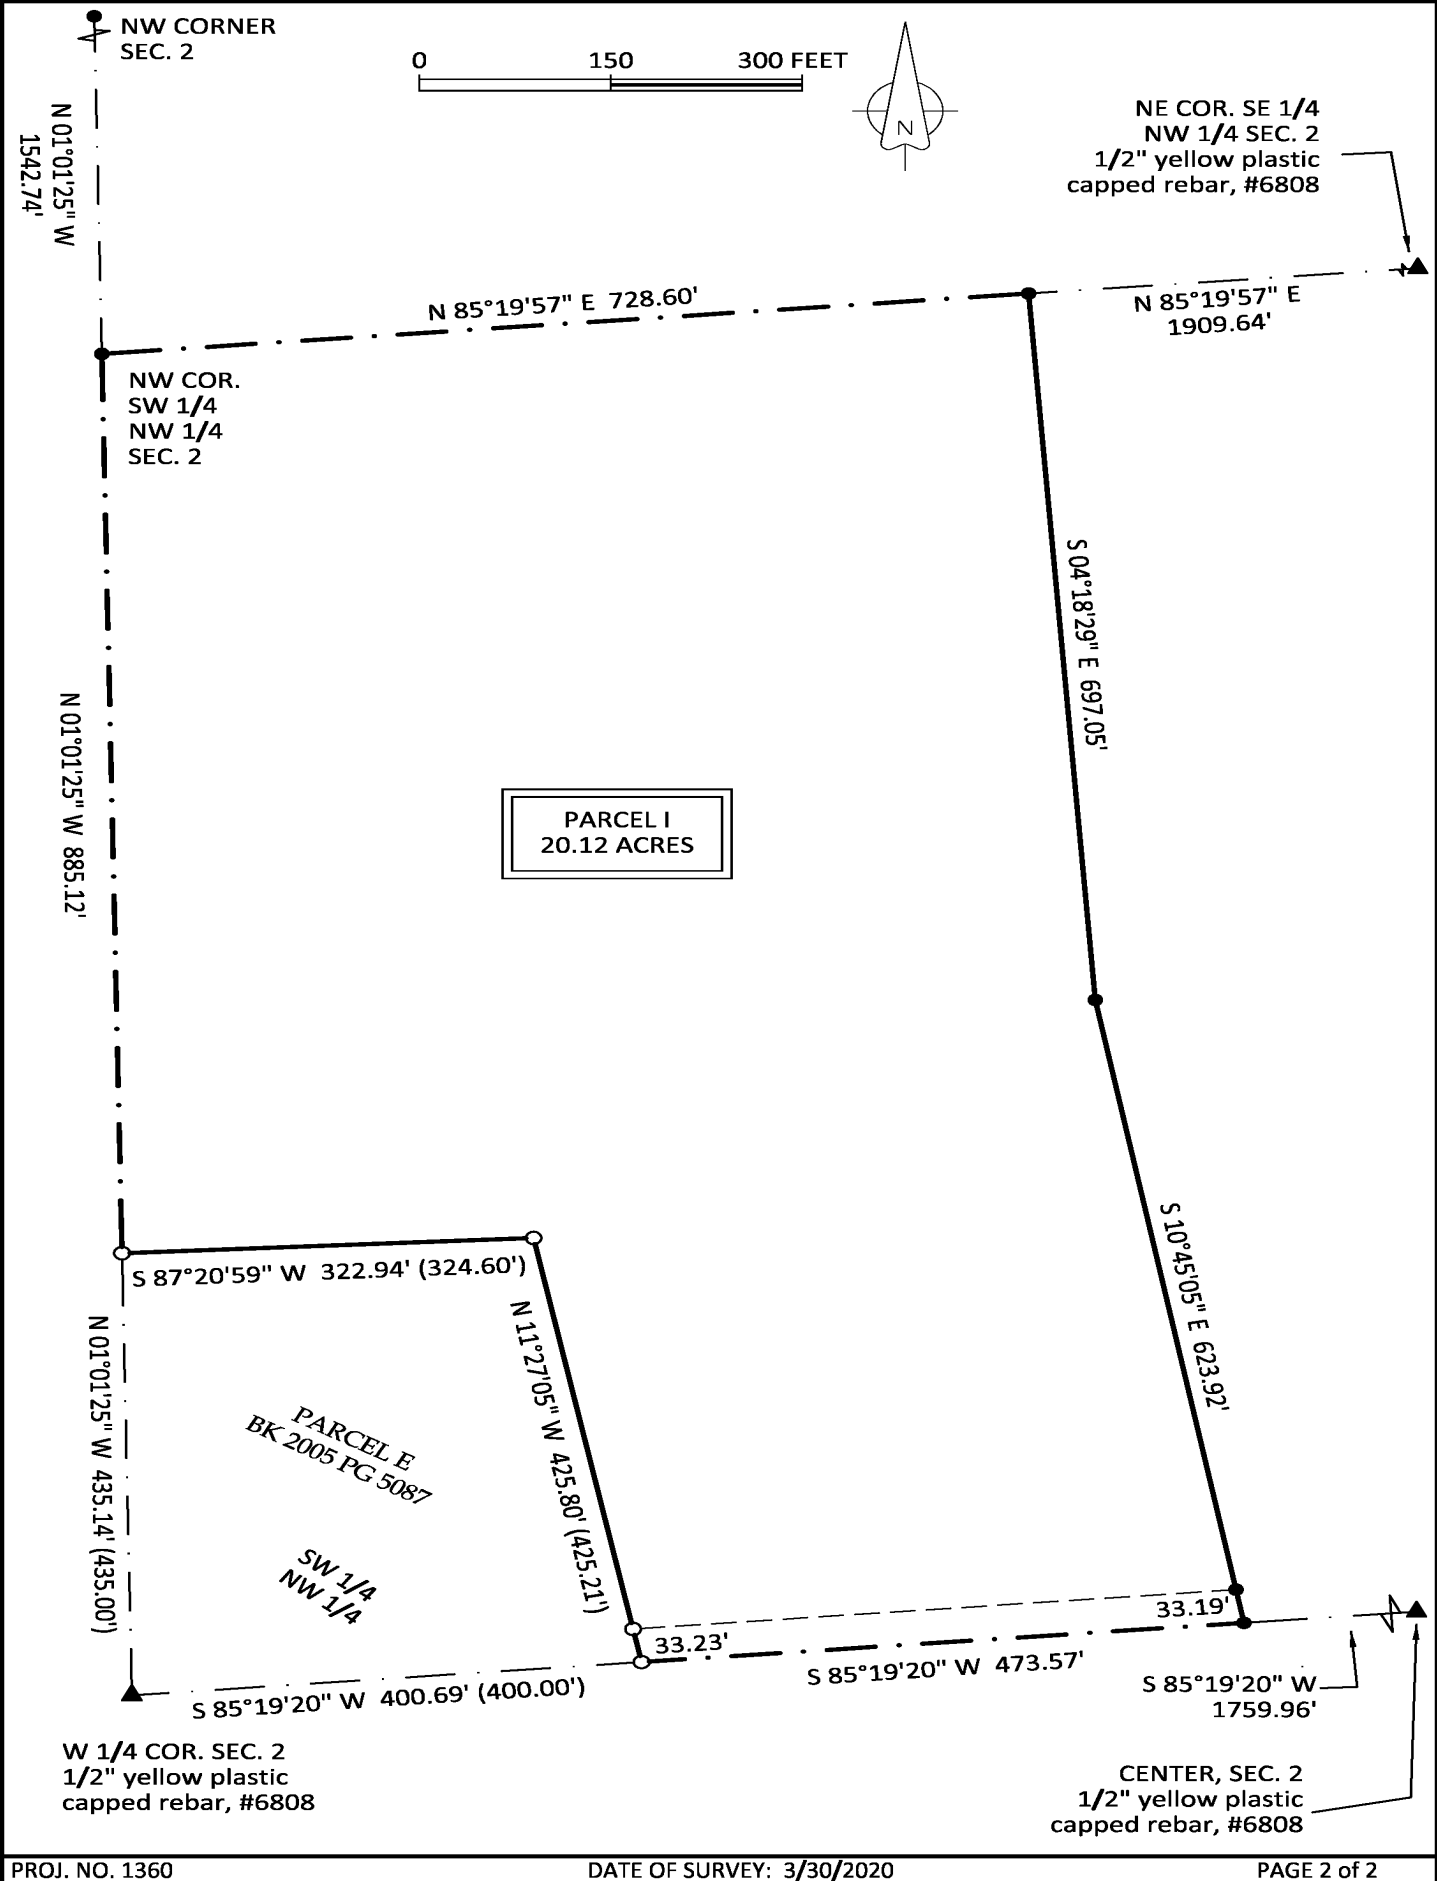 NW CORNER
SEC. 2
0 150 300 FEET
N
NE COR. SE 1/4
NW 1/4 SEC. 2
1/2" yellow plastic
capped rebar, #6808
N 01°01'25" W
1542.74'
N 85°19'57" E 728.60'
N 85°19'57" E
1909.64'
NW COR.
SW 1/4
NW 1/4
SEC. 2
S 04°18'29" E 697.05'
N 01°01'25" W 885.12'
PARCEL I
20.12 ACRES
S 87°20'59" W 322.94' (324.60')
S 10°45'05" E 623.92'
N 11°27'05" W 425.80' (425.21')
N 01°01'25" W 435.14' (435.00')
PARCEL E
BK 2005 PG 5087
SW 1/4
NW 1/4
33.19'
33.23'
S 85°19'20" W 473.57'
S 85°19'20" W 400.69' (400.00')
S 85°19'20" W
1759.96'
W 1/4 COR. SEC. 2
1/2" yellow plastic
capped rebar, #6808
CENTER, SEC. 2
1/2" yellow plastic
capped rebar, #6808
PROJ. NO. 1360 DATE OF SURVEY: 3/30/2020 PAGE 2 of 2